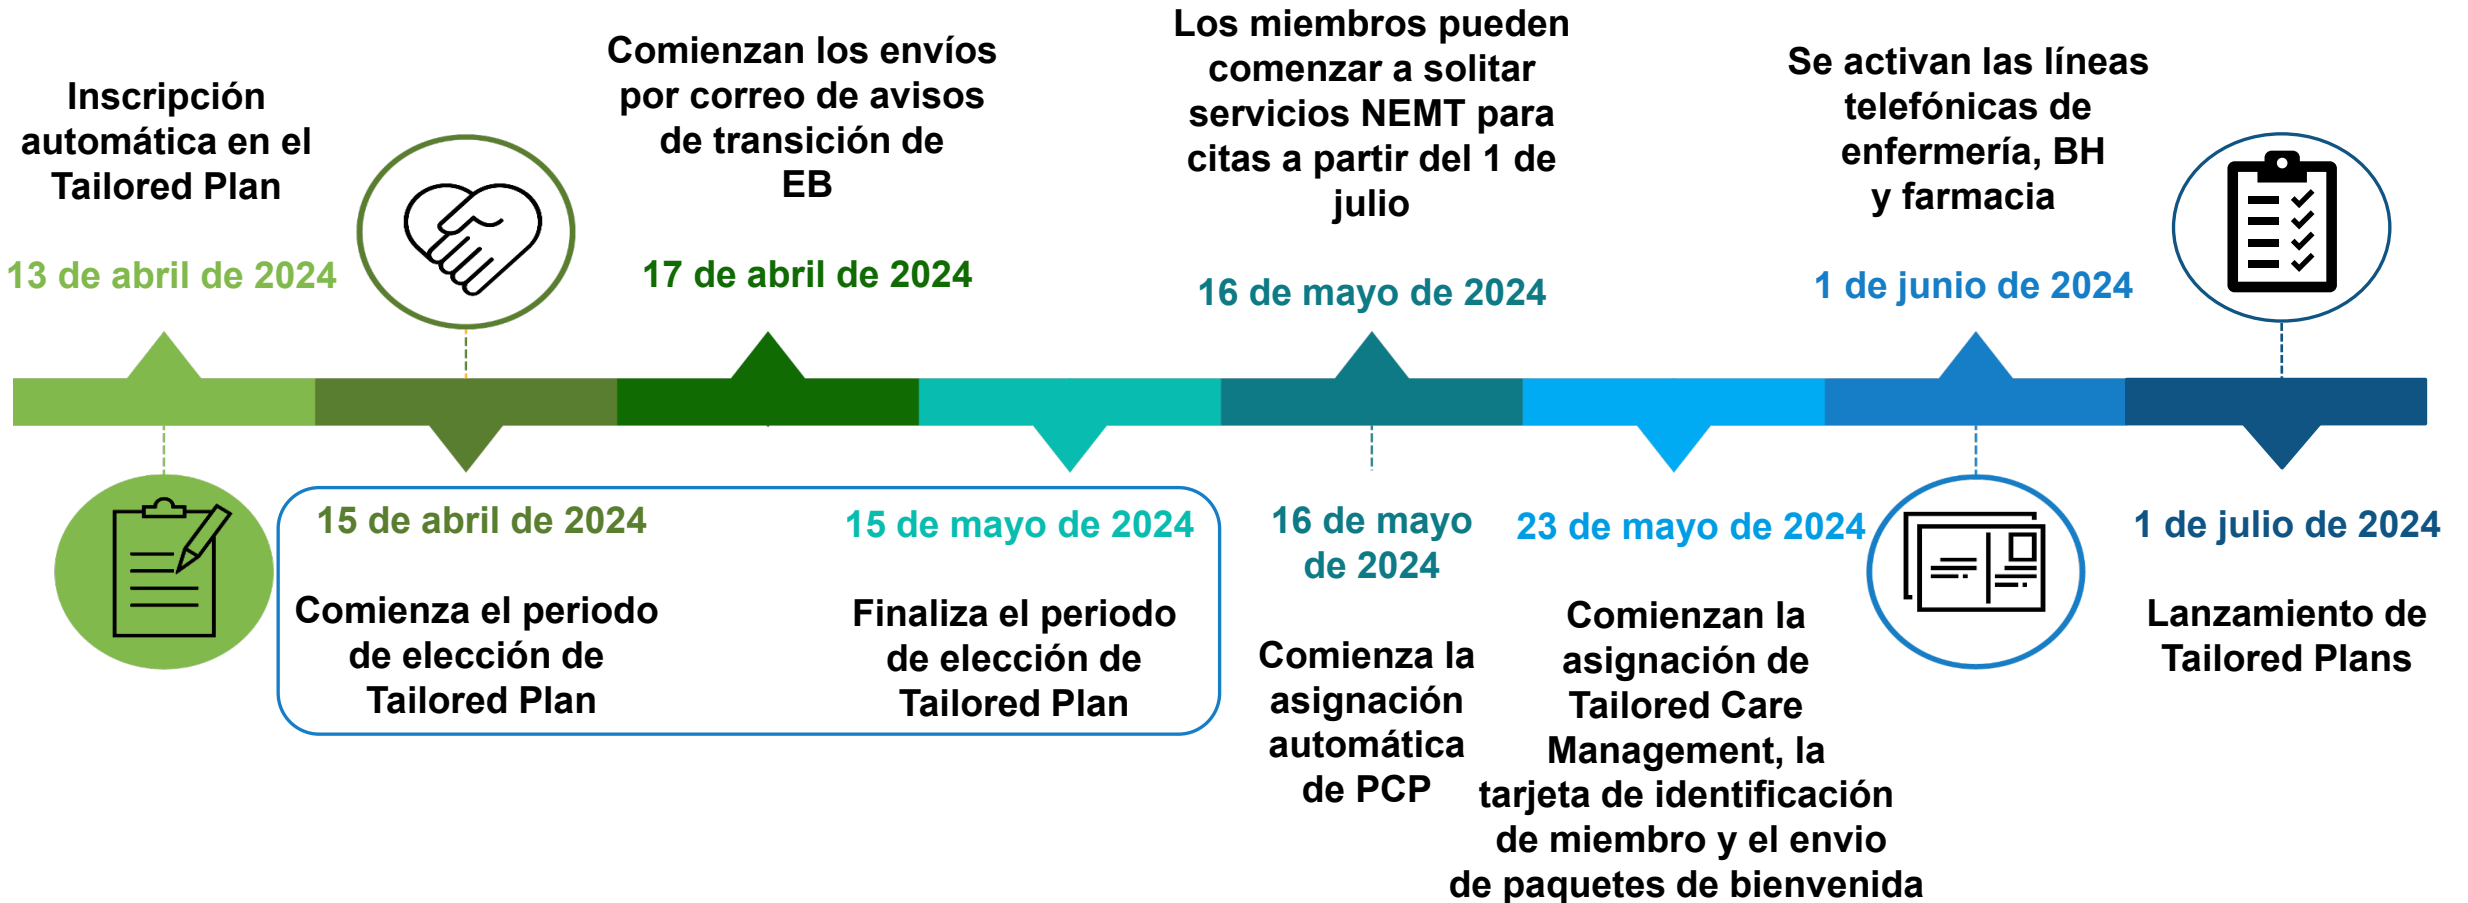 Inscripción
automática en el
Tailored Plan
13 de abril de 2024
Comienzan los envíos
por correo de avisos
de transición de
EB
17 de abril de 2024
Los miembros pueden
comenzar a solitar
servicios NEMT para
citas a partir del 1 de
julio
16 de mayo de 2024
Se activan las líneas
telefónicas de
enfermería, BH
y farmacia
1 de junio de 2024
15 de abril de 2024
Comienza el periodo
de elección de
Tailored Plan
15 de mayo de 2024
Finaliza el periodo
de elección de
Tailored Plan
16 de mayo
de 2024
Comienza la
asignación
automática
de PCP
23 de mayo de 2024
Comienzan la
asignación de
Tailored Care
Management, la
tarjeta de identificación
de miembro y el envio
de paquetes de bienvenida
1 de julio de 2024
Lanzamiento de
Tailored Plans